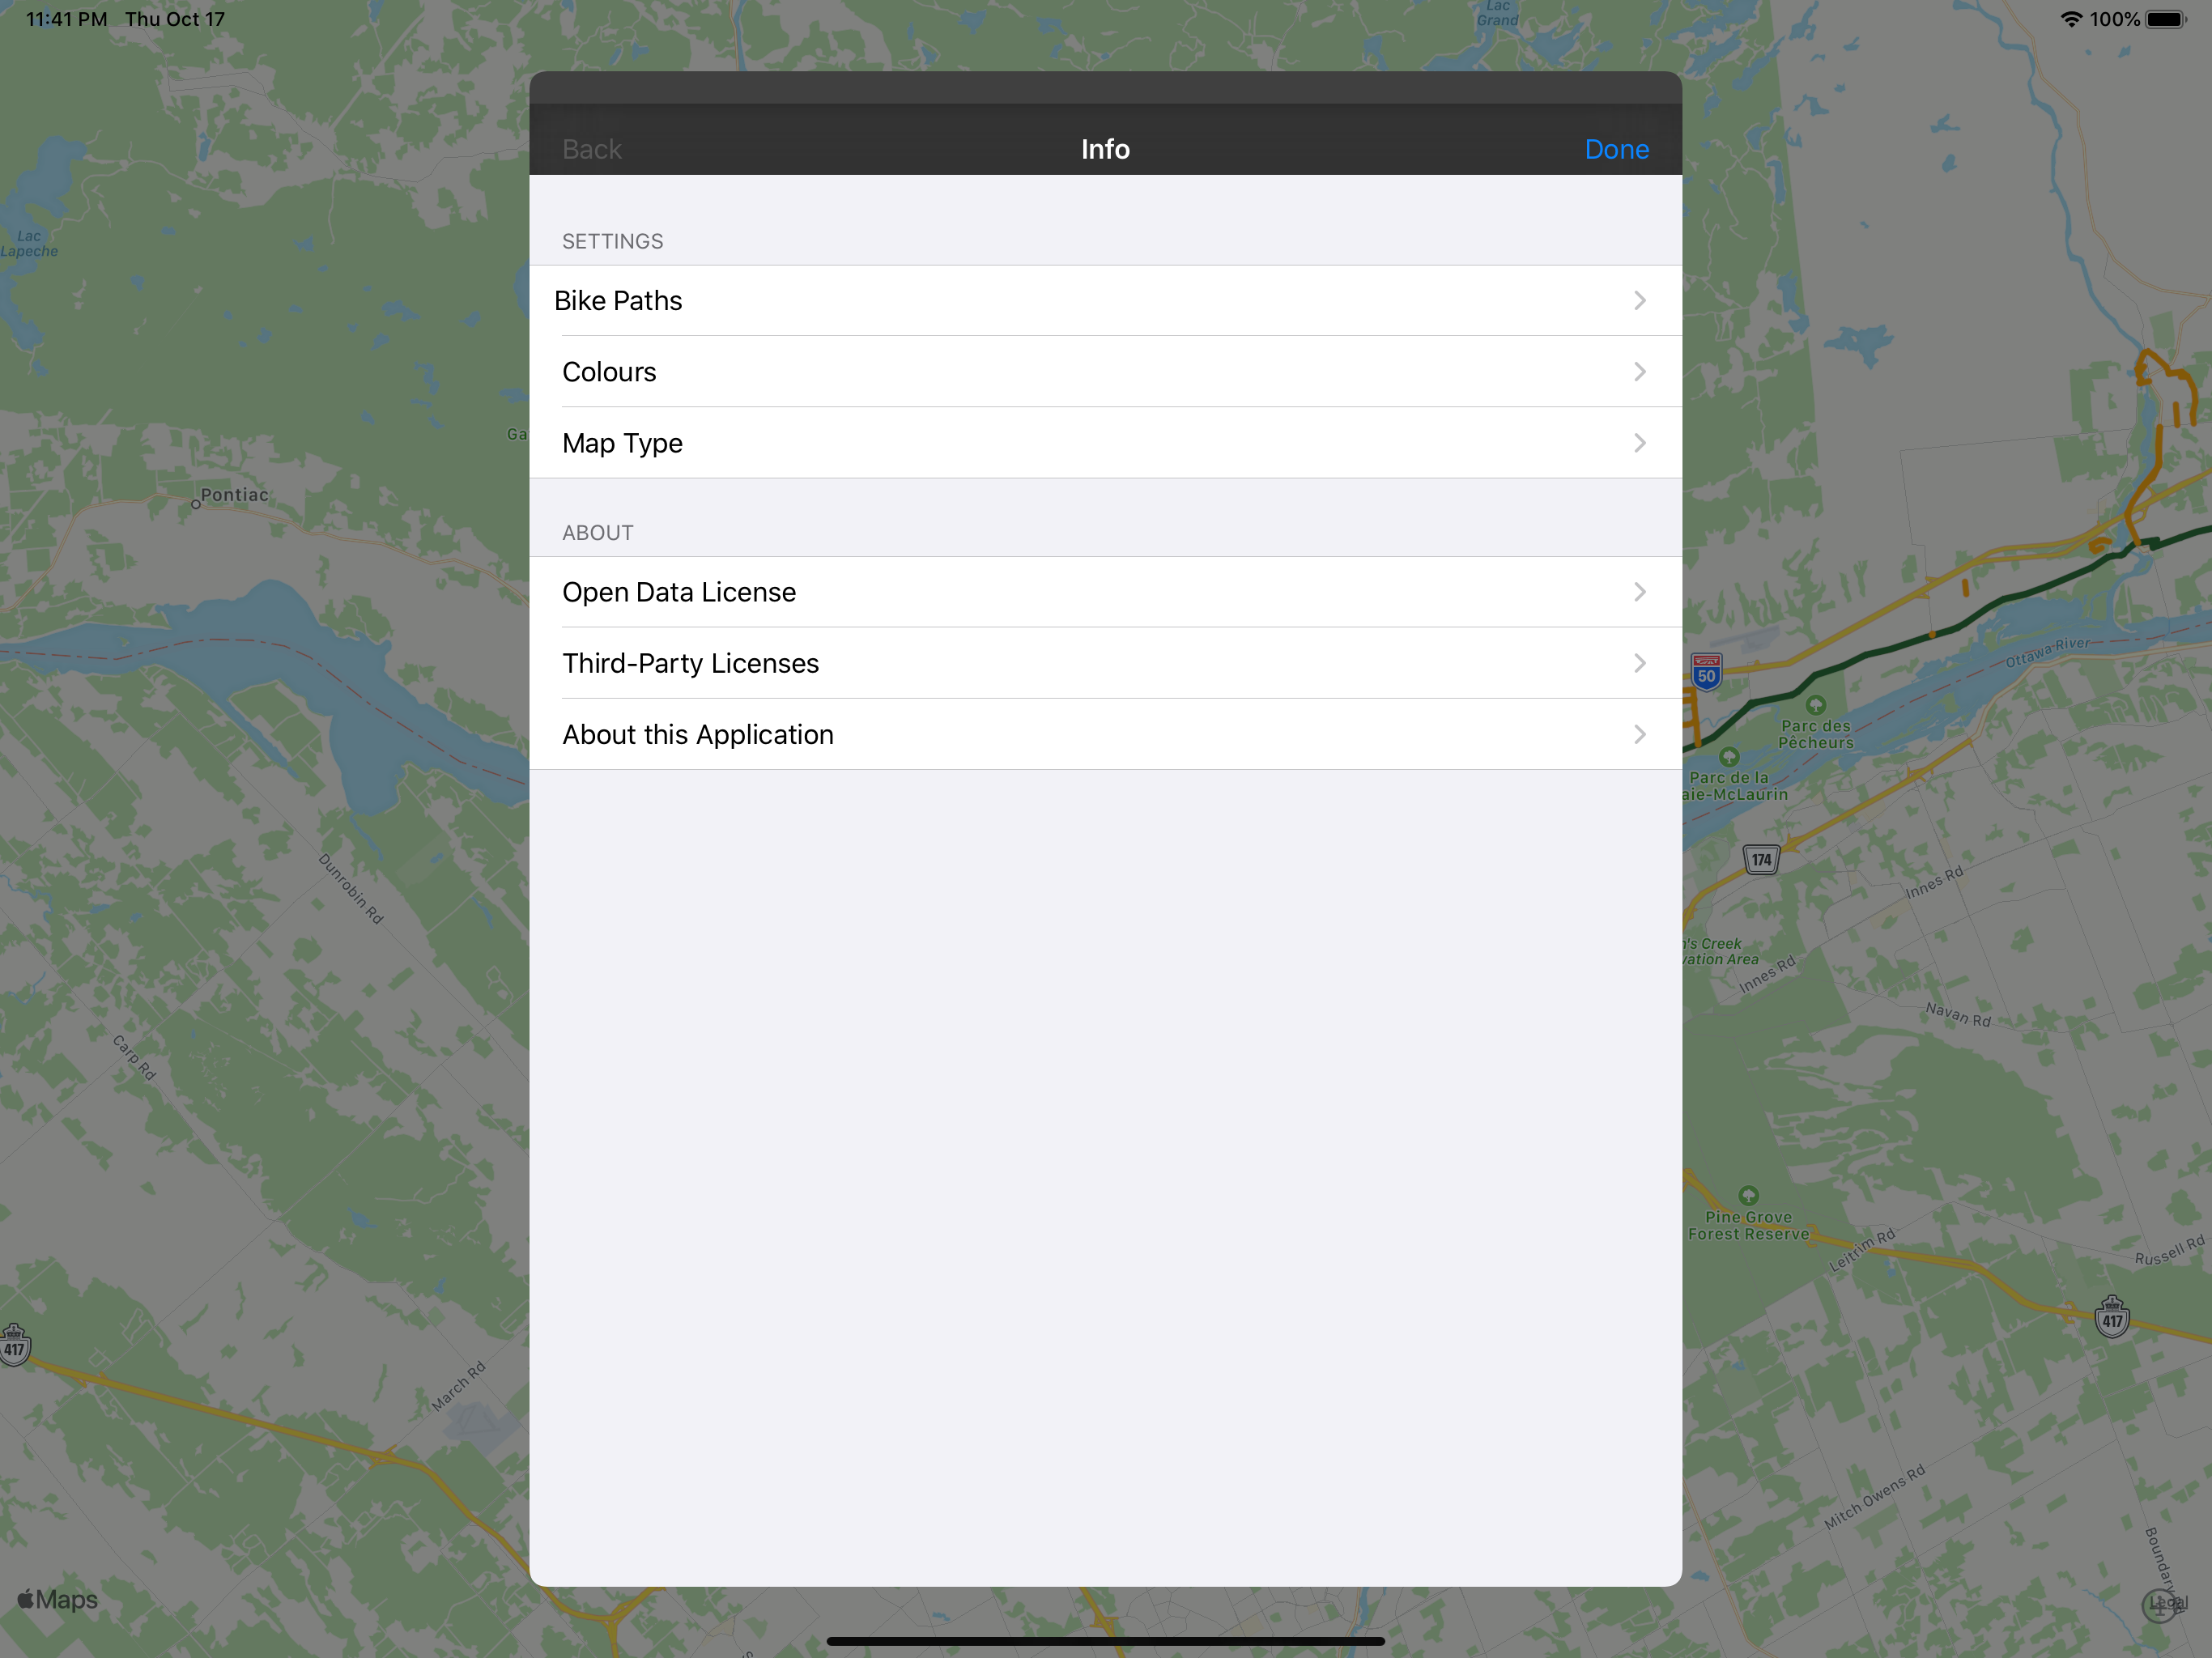 11:41 PM Thu Oct 17
100%
Lac
Grand
Back
Info
Done
Lac
Lapeche
SETTINGS
Bike Paths
Colours
Map Type
Ga
Pontiac
ABOUT
Open Data License
Third-Party Licenses
About this Application
Ottawa River
50
Parc des
Pêcheurs
Parc de la
aie-McLaurin
174
Dunrobin Rd
Innes Rd
n's Creek
vation Area
Innes Rd
Navan Rd
Carp Rd
Pine Grove
Forest Reserve
Leitrim Rd
Russell Rd
417
417
March Rd
Mitch Owens Rd
Boundary
Maps
Legal